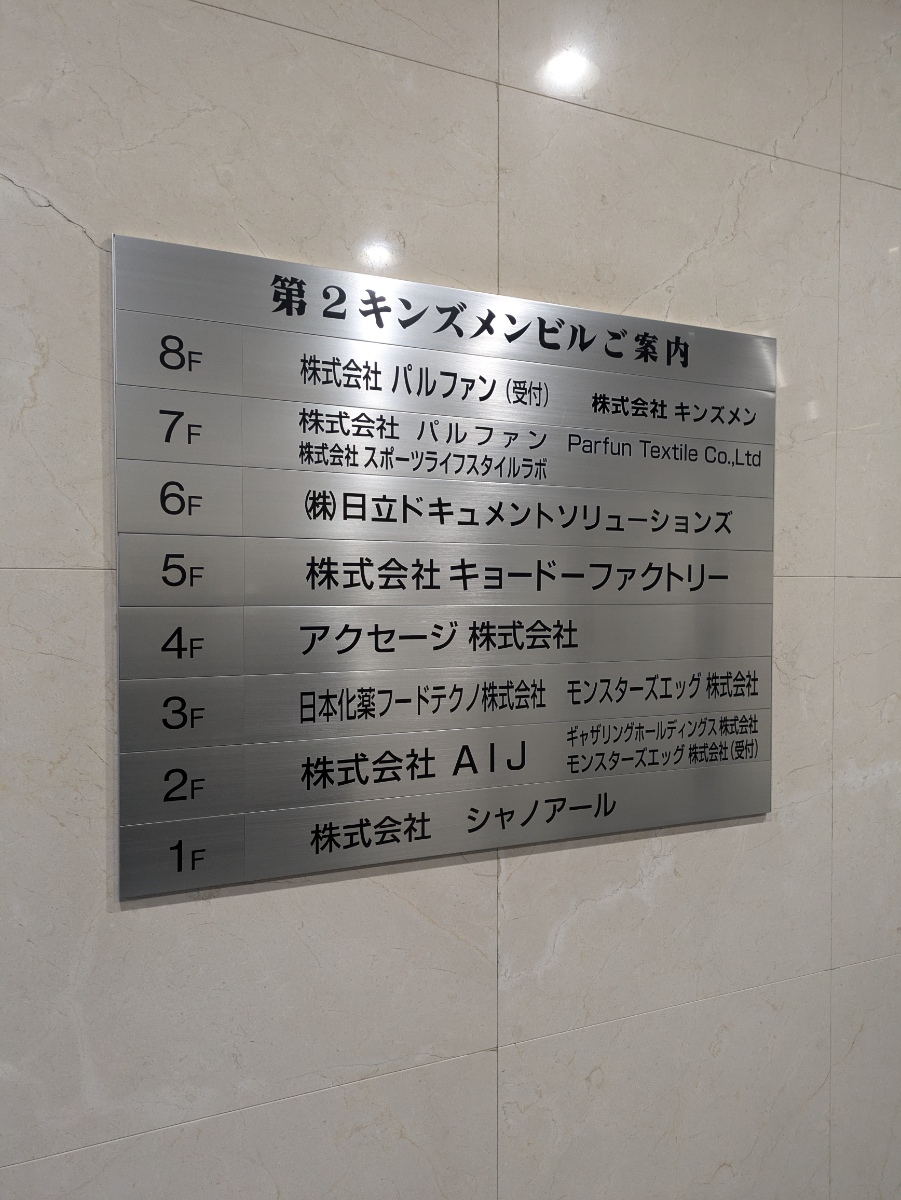 第2キンズメンビルご案内
8F 株式会社 パルファン (受付) 株式会社 キンズメン
7F 株式会社 パルファン Parfun Textile Co.,Ltd
株式会社 スポーツライフスタイルラボ
6F ㈱日立ドキュメントソリューションズ
5F 株式会社 キョードーファクトリー
4F アクセージ 株式会社
3F 日本化薬フードテクノ株式会社 モンスターズエッグ 株式会社
2F 株式会社 AIJ ギャザリングホールディングス 株式会社
モンスターズエッグ 株式会社(受付)
1F 株式会社 シャノアール